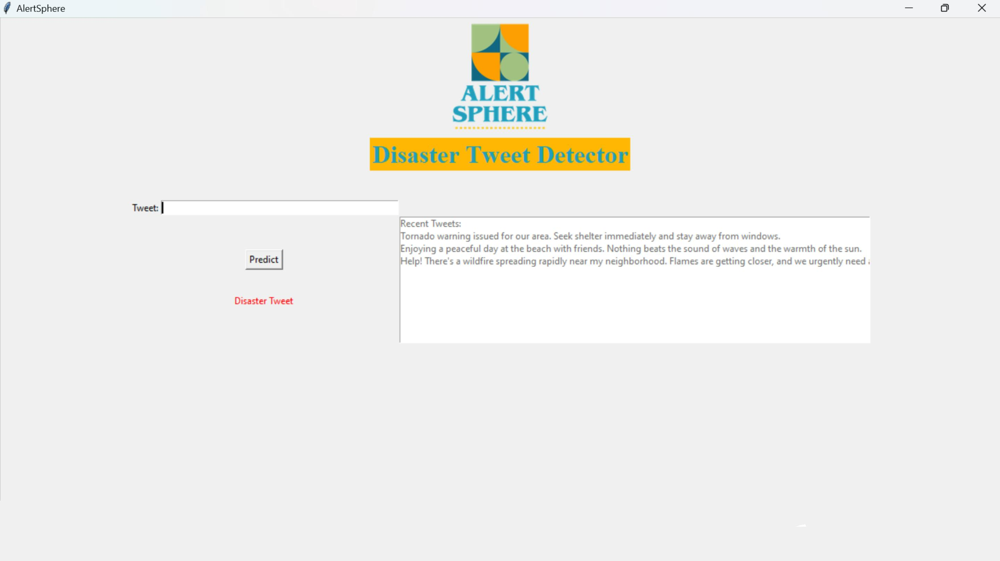 AlertSphere
ALERT
SPHERE
Disaster Tweet Detector
Tweet:
Recent Tweets:
Tornado warning issued for our area. Seek shelter immediately and stay away from windows.
Enjoying a peaceful day at the beach with friends. Nothing beats the sound of waves and the warmth of the sun.
Help! There's a wildfire spreading rapidly near my neighborhood. Flames are getting closer, and we urgently need
Predict
Disaster Tweet